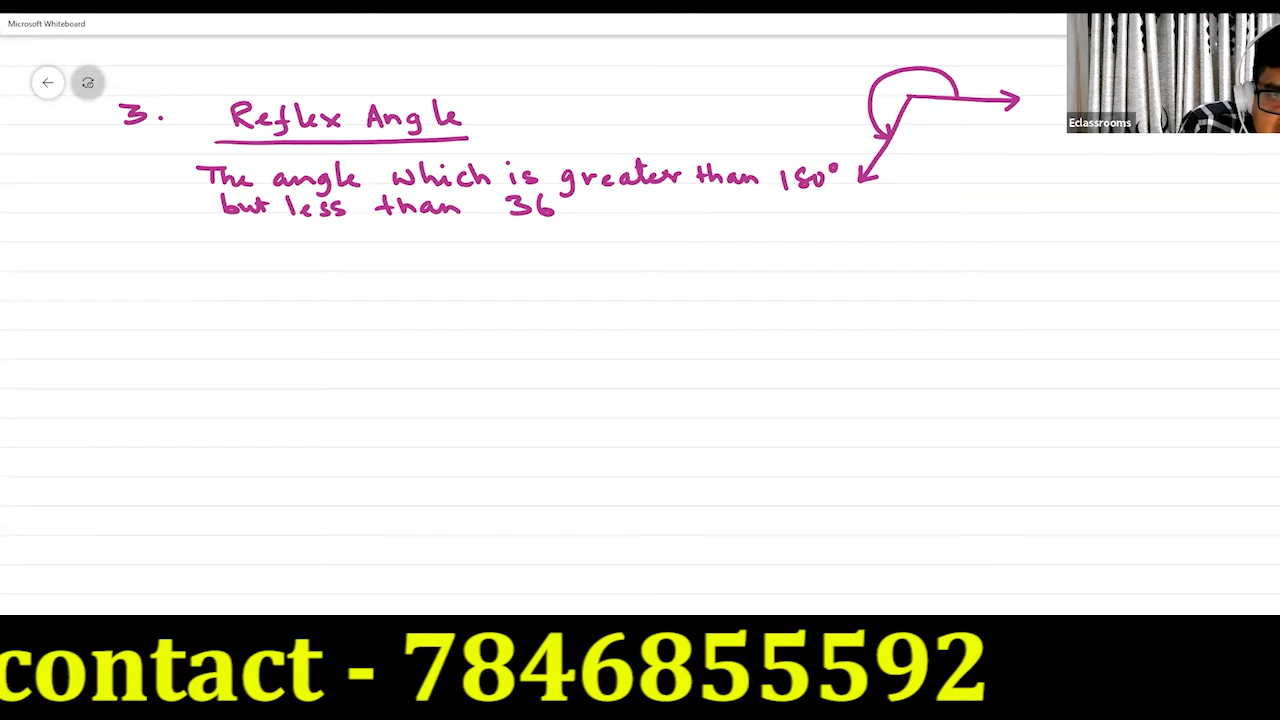 Microsoft Whiteboard
3. Reflex Angle
The angle which is greater than 180°
but less than 36
Eclassrooms
contact - 7846855592